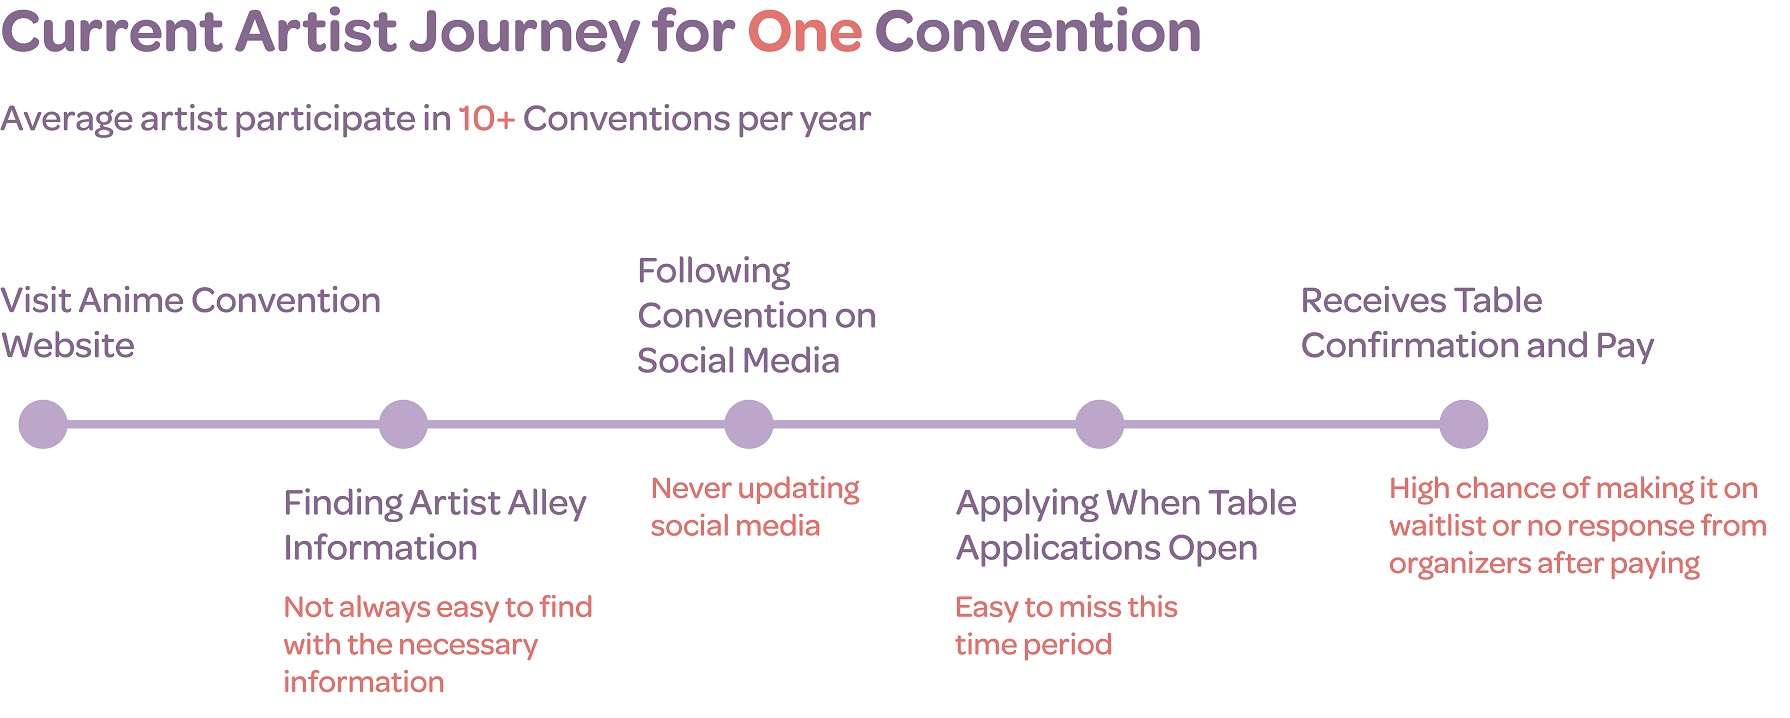 Current Artist Journey for One Convention
Average artist participate in 10+ Conventions per year
Visit Anime Convention
Website
Finding Artist Alley
Information
Not always easy to find
with the necessary
information
Following
Convention on
Social Media
Never updating
social media
Applying When Table
Applications Open
Easy to miss this
time period
Receives Table
Confirmation and Pay
High chance of making it on
waitlist or no response from
organizers after paying